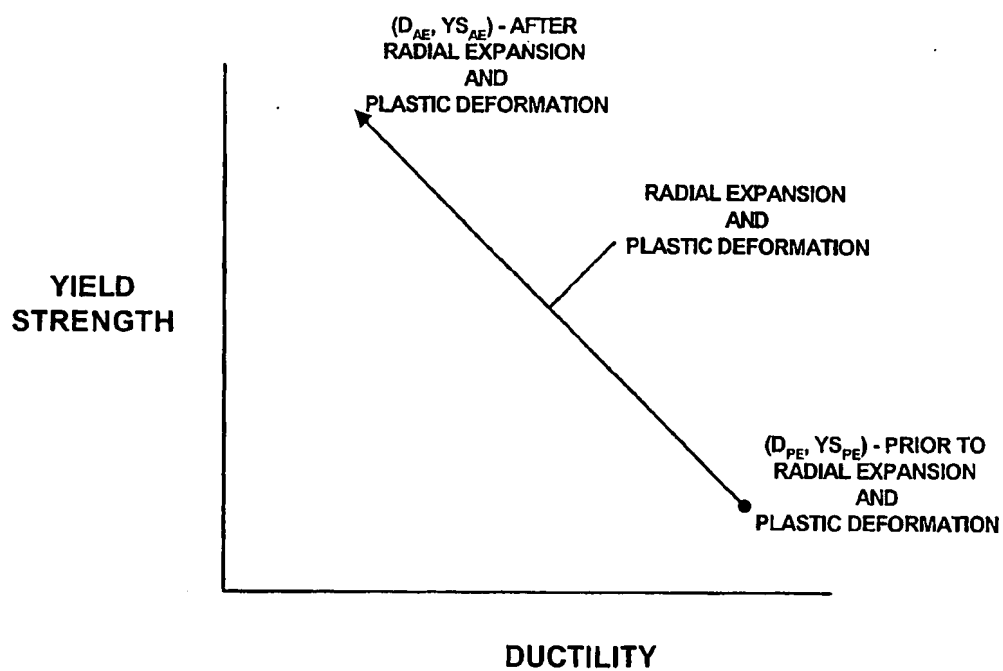 (D_AE, YS_AE) - AFTER
RADIAL EXPANSION
AND
PLASTIC DEFORMATION
RADIAL EXPANSION
AND
PLASTIC DEFORMATION
YIELD
STRENGTH
(D_PE, YS_PE) - PRIOR TO
RADIAL EXPANSION
AND
PLASTIC DEFORMATION
DUCTILITY